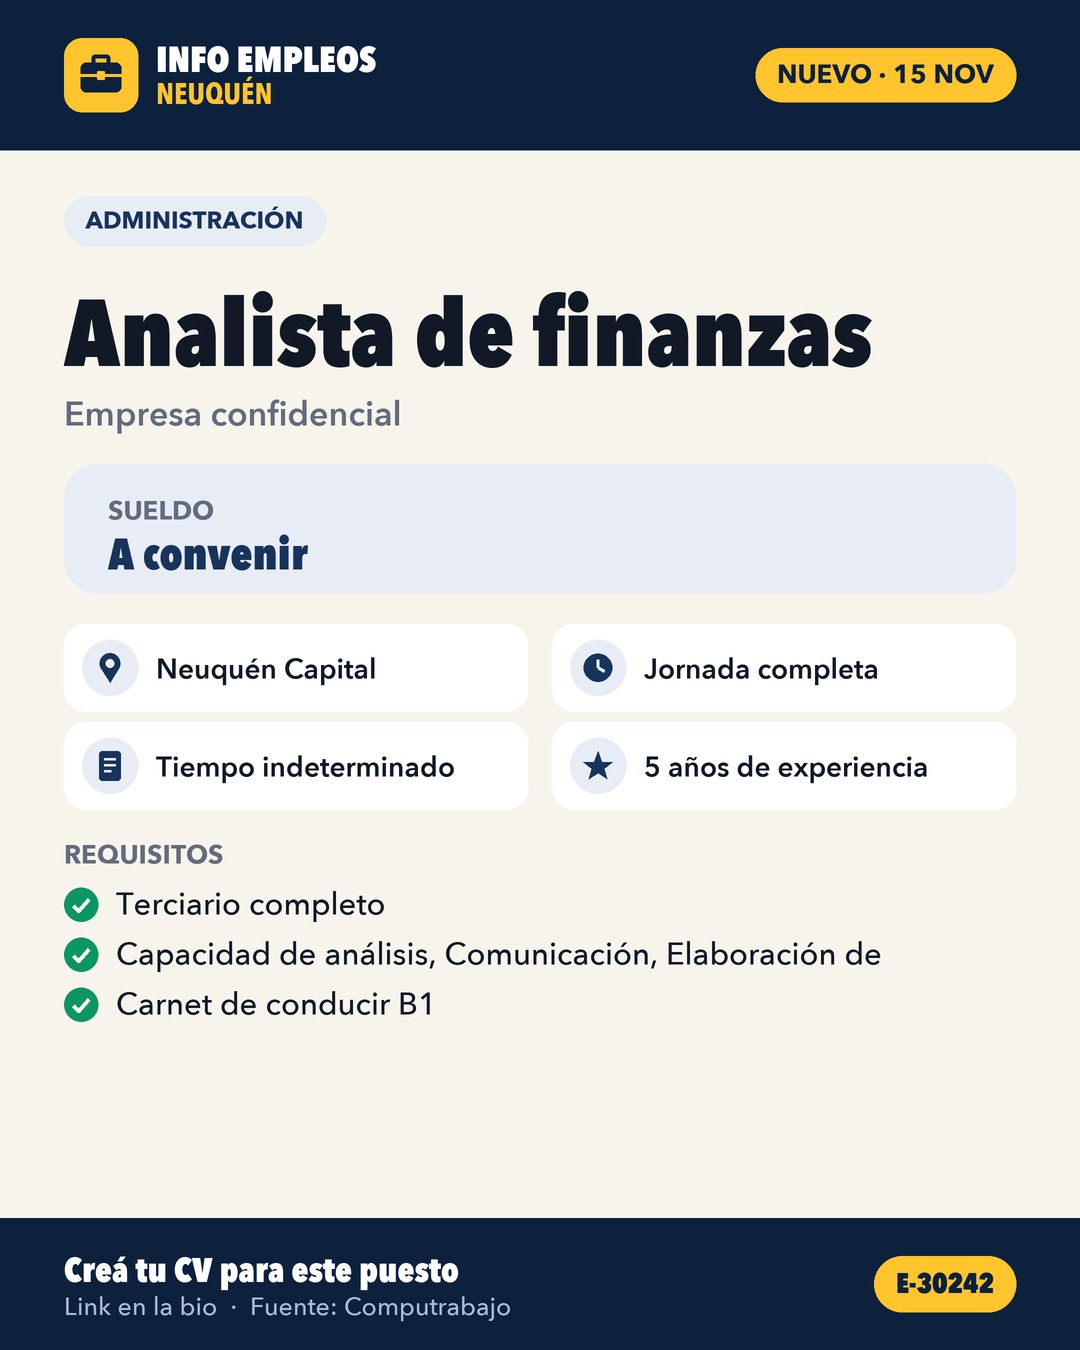 INFO EMPLEOS
NEUQUÉN
NUEVO · 15 NOV
ADMINISTRACIÓN
Analista de finanzas
Empresa confidencial
SUELDO
A convenir
Neuquén Capital
Jornada completa
Tiempo indeterminado
5 años de experiencia
REQUISITOS
Terciario completo
Capacidad de análisis, Comunicación, Elaboración de
Carnet de conducir B1
Creá tu CV para este puesto
Link en la bio · Fuente: Computrabajo
E-30242